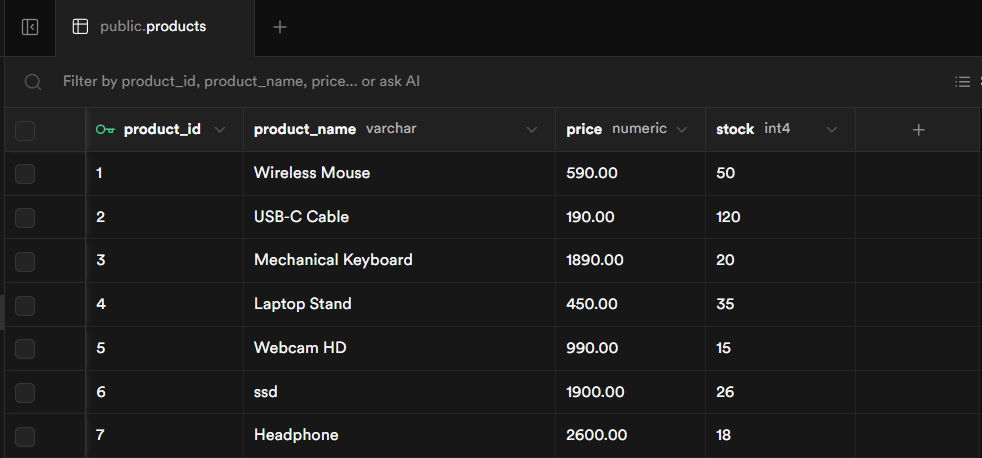 public.products
Filter by product_id, product_name, price... or ask AI
product_id product_name varchar price numeric stock int4
1 Wireless Mouse 590.00 50
2 USB-C Cable 190.00 120
3 Mechanical Keyboard 1890.00 20
4 Laptop Stand 450.00 35
5 Webcam HD 990.00 15
6 ssd 1900.00 26
7 Headphone 2600.00 18